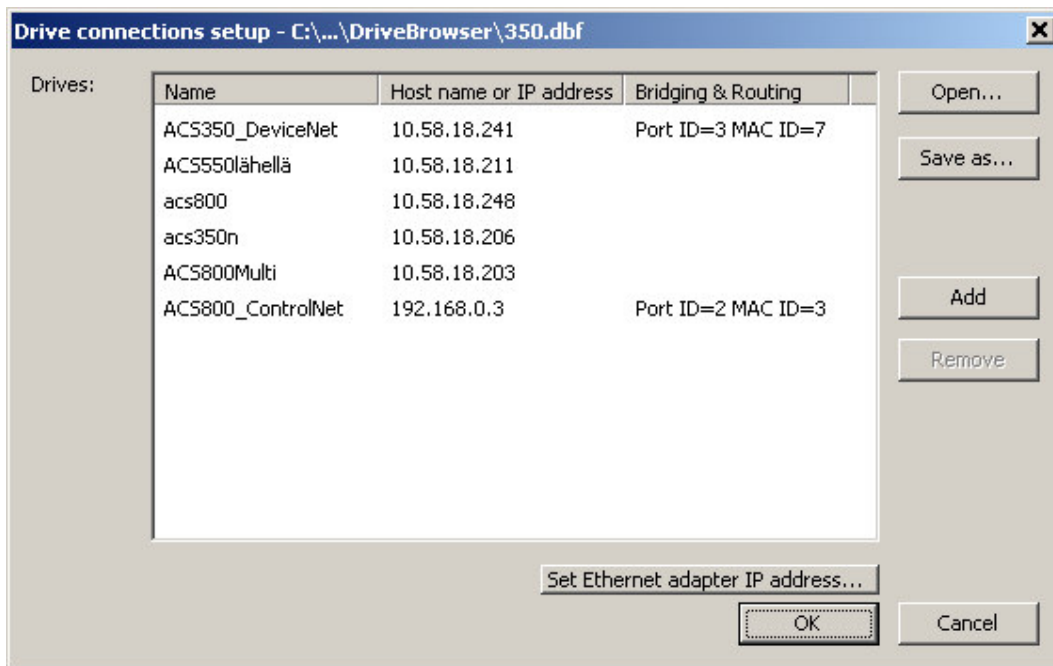 Drive connections setup - C:\...\DriveBrowser\350.dbf
Drives:
Name Host name or IP address Bridging & Routing
ACS350_DeviceNet 10.58.18.241 Port ID=3 MAC ID=7
ACS550lähellä 10.58.18.211
acs800 10.58.18.248
acs350n 10.58.18.206
ACS800Multi 10.58.18.203
ACS800_ControlNet 192.168.0.3 Port ID=2 MAC ID=3
Open...
Save as...
Add
Remove
Set Ethernet adapter IP address...
OK Cancel